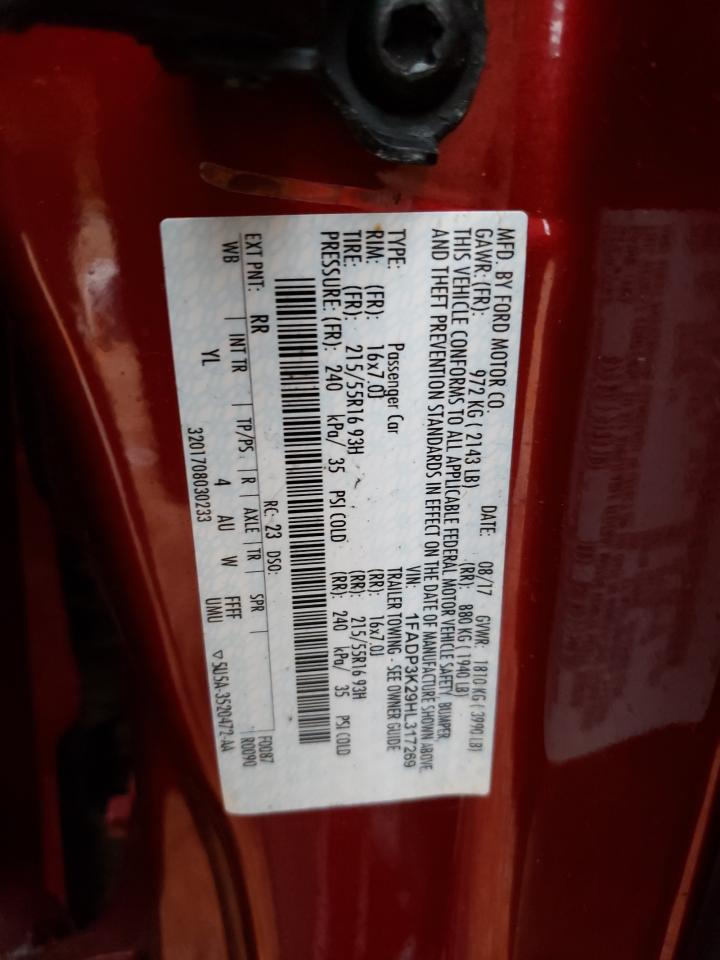 MFD. BY FORD MOTOR CO.
DATE: 08/17 GVWR: 1810 KG ( 3990 LB)
GAWR: (FR): 972 KG ( 2143 LB) (RR): 880 KG ( 1940 LB)
THIS VEHICLE CONFORMS TO ALL APPLICABLE FEDERAL MOTOR VEHICLE SAFETY, BUMPER,
AND THEFT PREVENTION STANDARDS IN EFFECT ON THE DATE OF MANUFACTURE SHOWN ABOVE.
VIN: 1FADP3K29HL317269
TYPE: Passenger Car TRAILER TOWING - SEE OWNER GUIDE
RIM: (FR): 16x7.0J (RR): 16x7.0J
TIRE: (FR): 215/55R16 93H (RR): 215/55R16 93H
PRESSURE: (FR): 240 kPa/ 35 PSI COLD (RR): 240 kPa/ 35 PSI COLD
EXT PNT: RR RC: 23 DSO: F0087
WB INT TR TP/PS R AXLE TR SPR R0090
YL 4 AU W FFFF
3201708030233 UMU ▽ 5U5A-3520472-AA